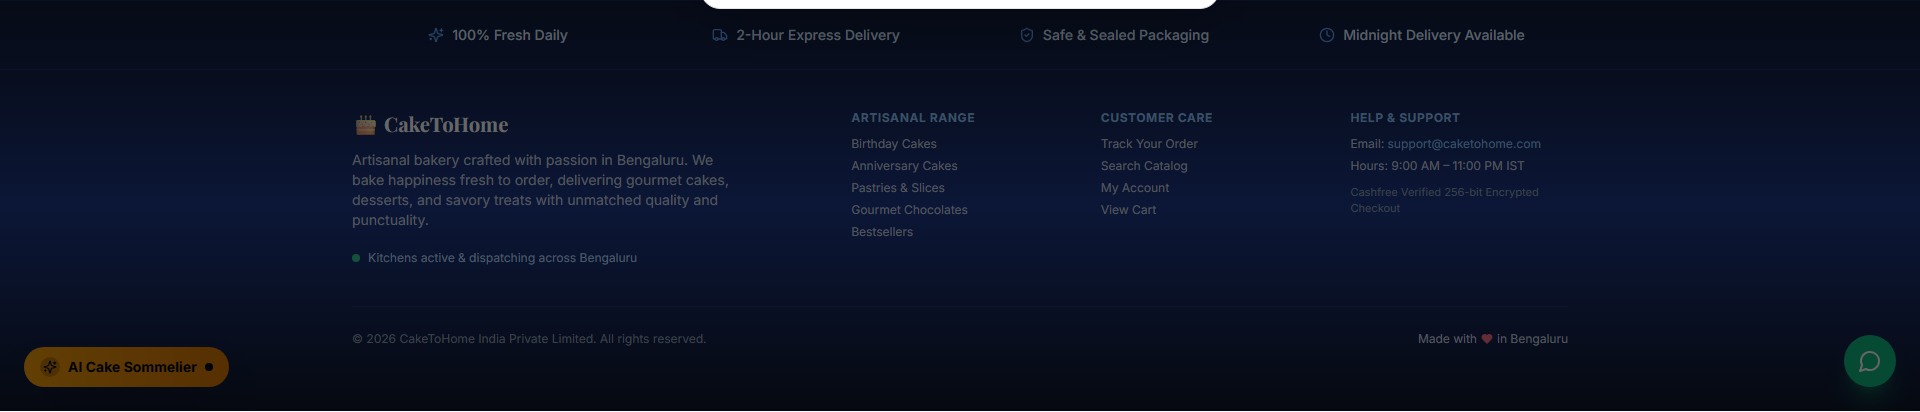 100% Fresh Daily
2-Hour Express Delivery
Safe & Sealed Packaging
Midnight Delivery Available
CakeToHome
Artisanal bakery crafted with passion in Bengaluru. We
bake happiness fresh to order, delivering gourmet cakes,
desserts, and savory treats with unmatched quality and
punctuality.
Kitchens active & dispatching across Bengaluru
ARTISANAL RANGE
Birthday Cakes
Anniversary Cakes
Pastries & Slices
Gourmet Chocolates
Bestsellers
CUSTOMER CARE
Track Your Order
Search Catalog
My Account
View Cart
HELP & SUPPORT
Email: support@caketohome.com
Hours: 9:00 AM – 11:00 PM IST
Cashfree Verified 256-bit Encrypted
Checkout
© 2026 CakeToHome India Private Limited. All rights reserved.
Made with ❤ in Bengaluru
AI Cake Sommelier